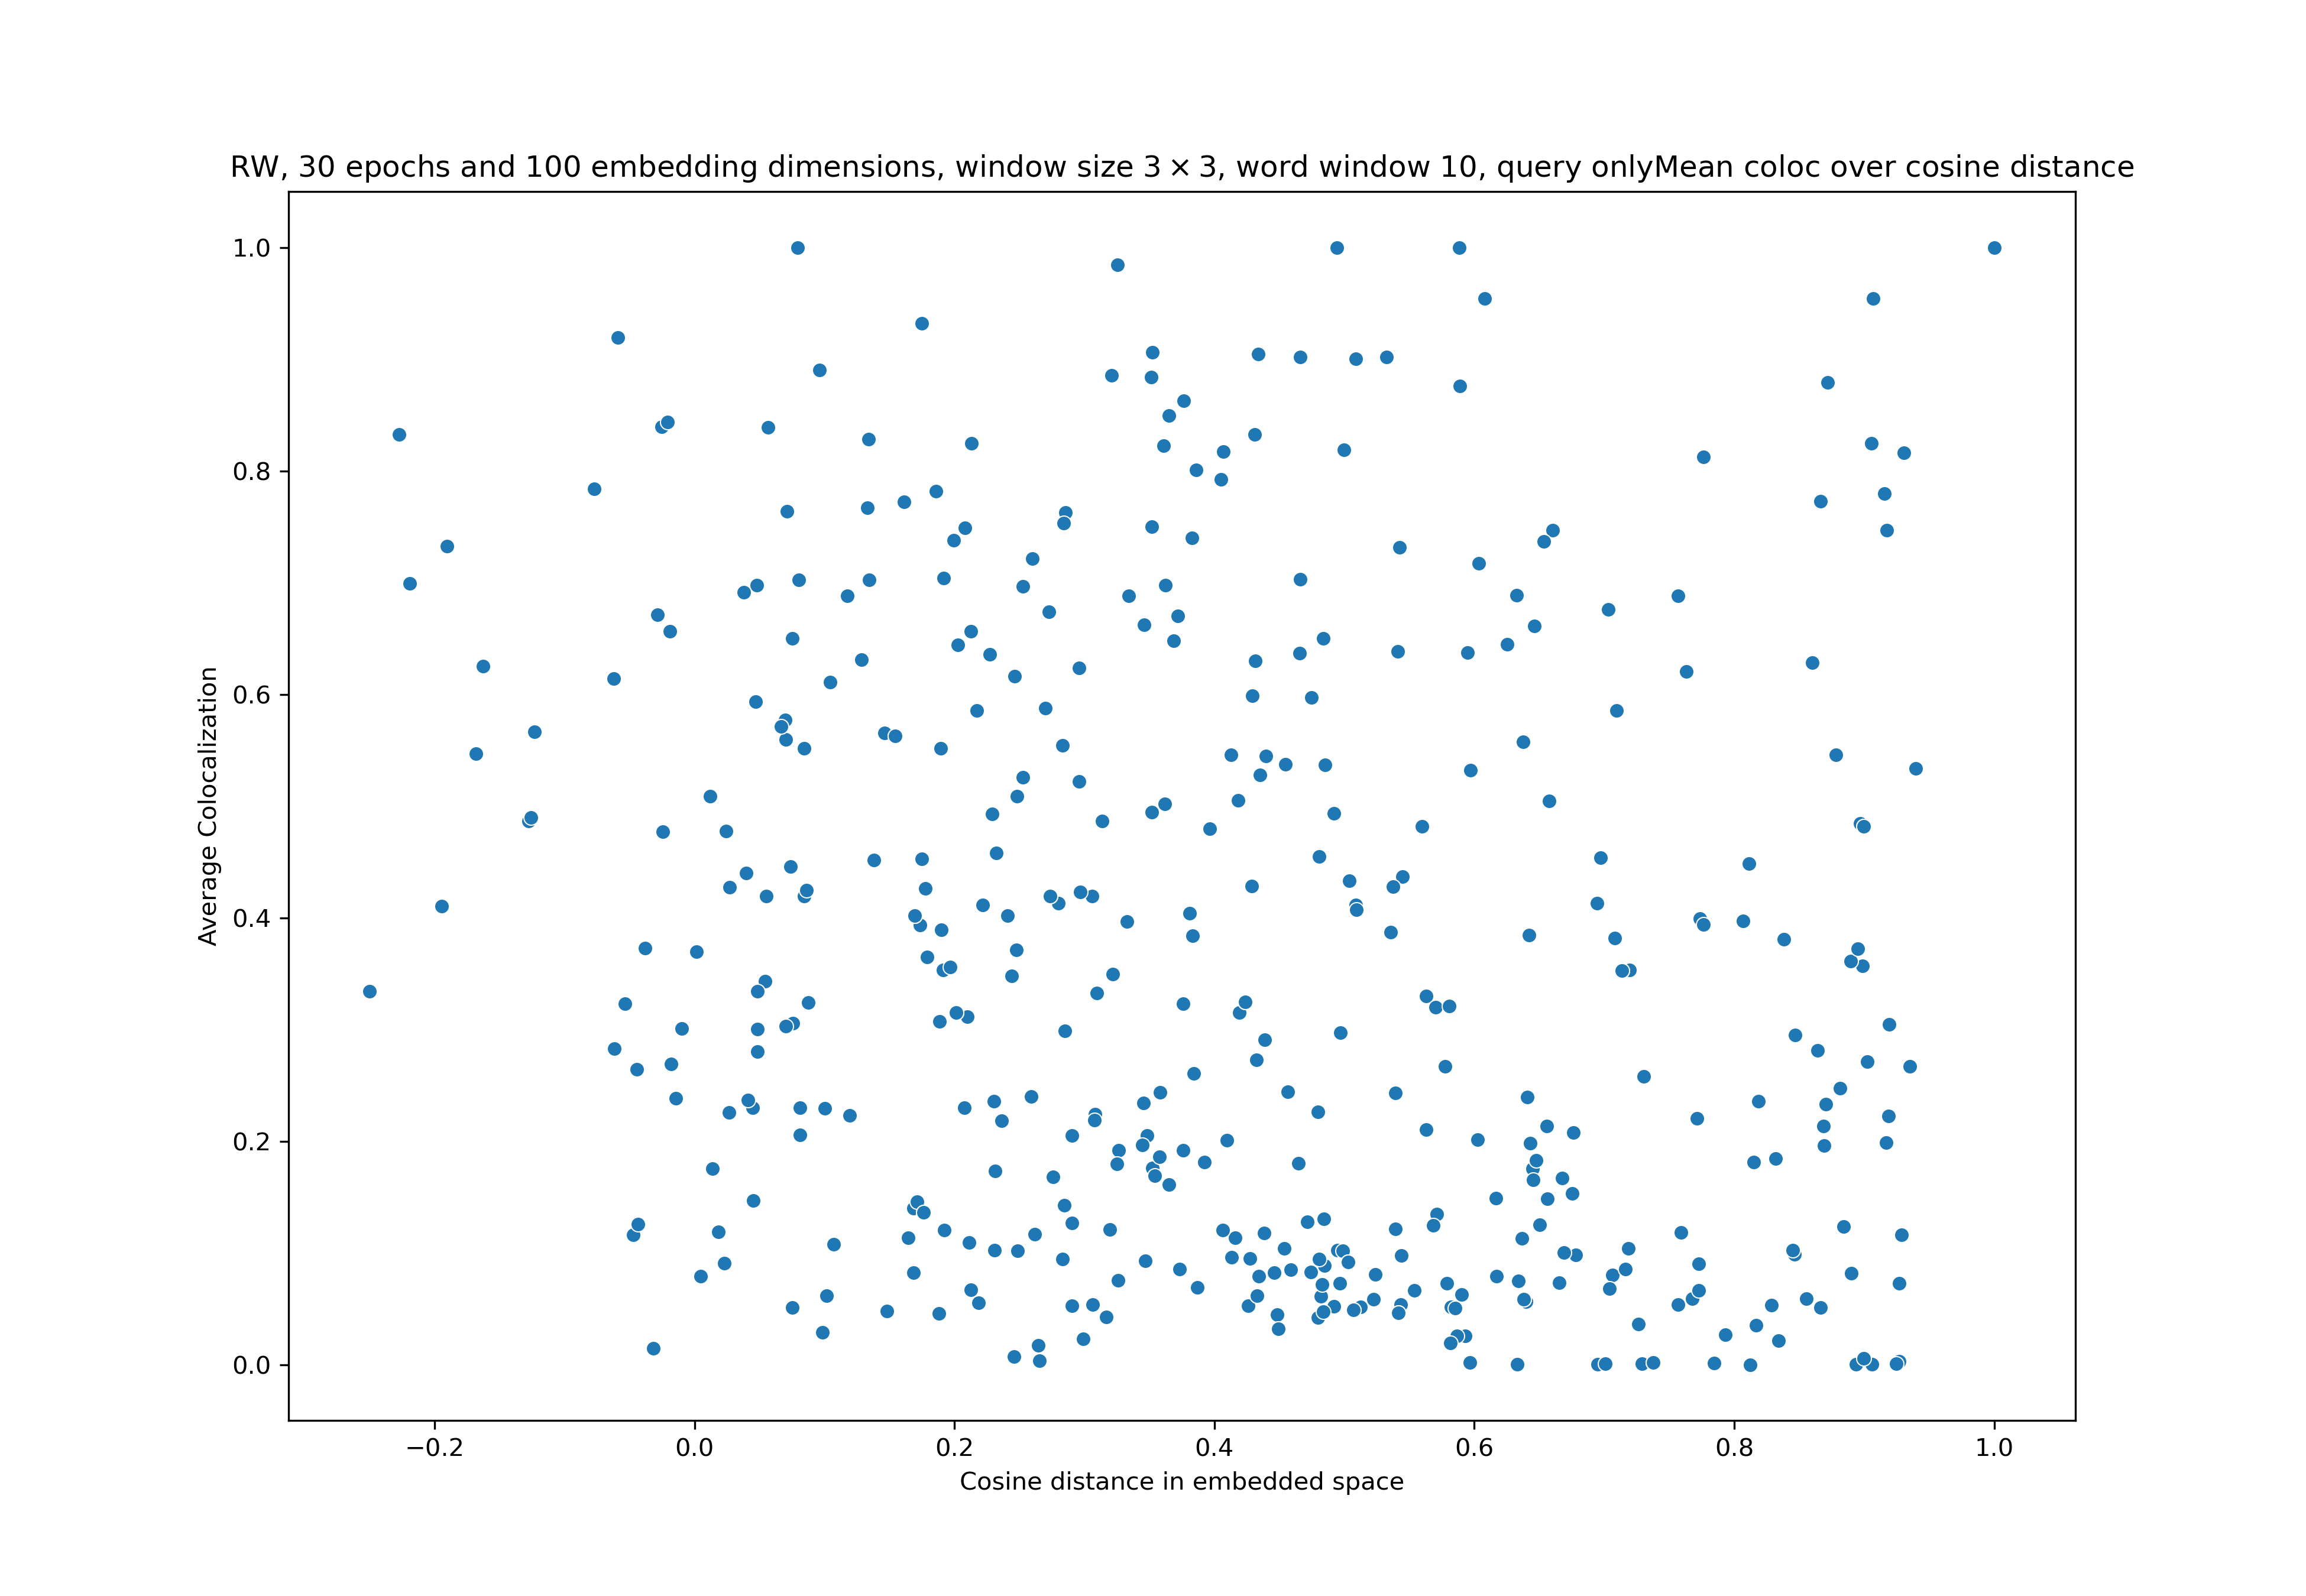 RW, 30 epochs and 100 embedding dimensions, window size 3 × 3, word window 10, query onlyMean coloc over cosine distance
1.0
0.8
0.6
0.4
0.2
0.0
Average Colocalization
−0.2 0.0 0.2 0.4 0.6 0.8 1.0
Cosine distance in embedded space